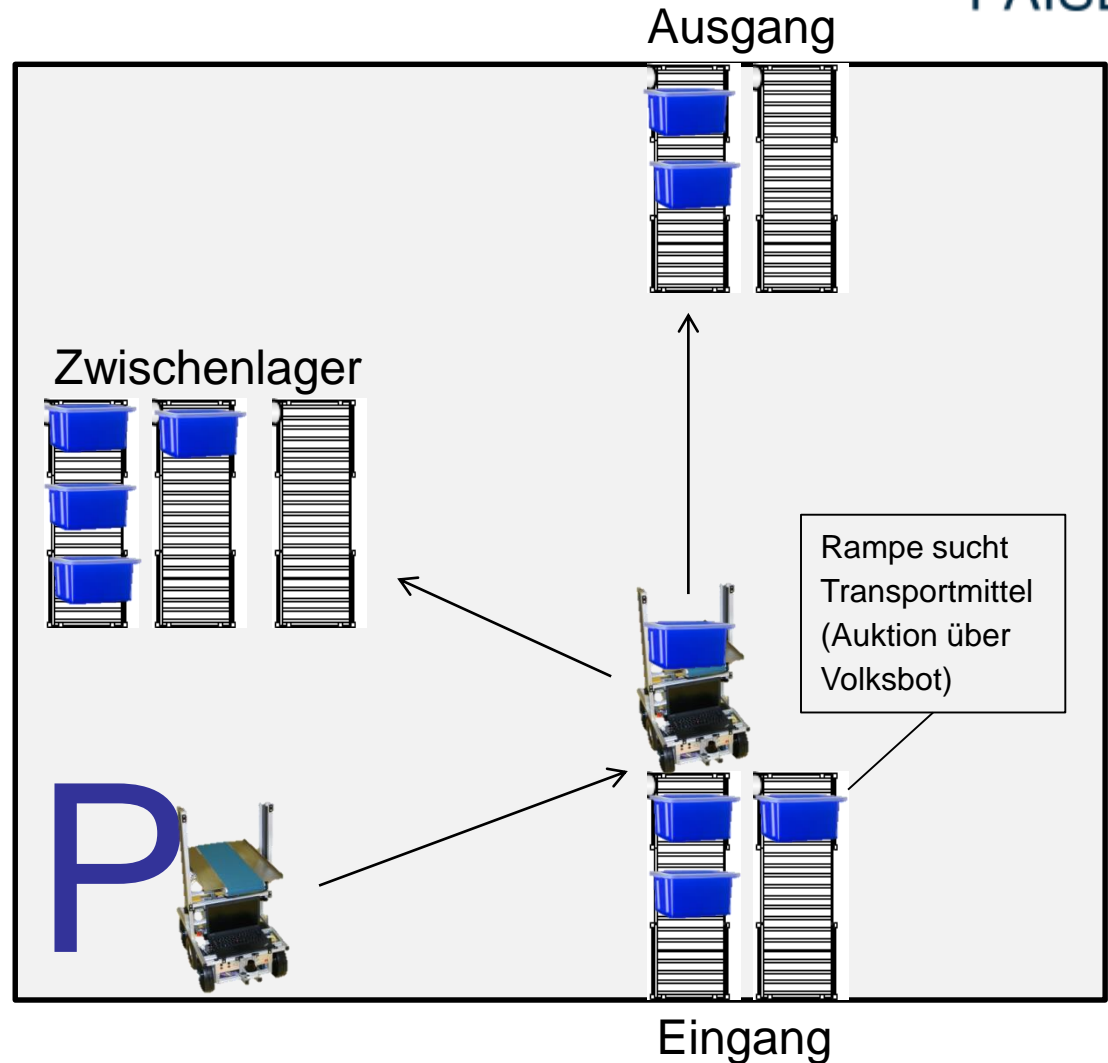 Ausgang
Zwischenlager
Rampe sucht
Transportmittel
(Auktion über
Volksbot)
P
Eingang